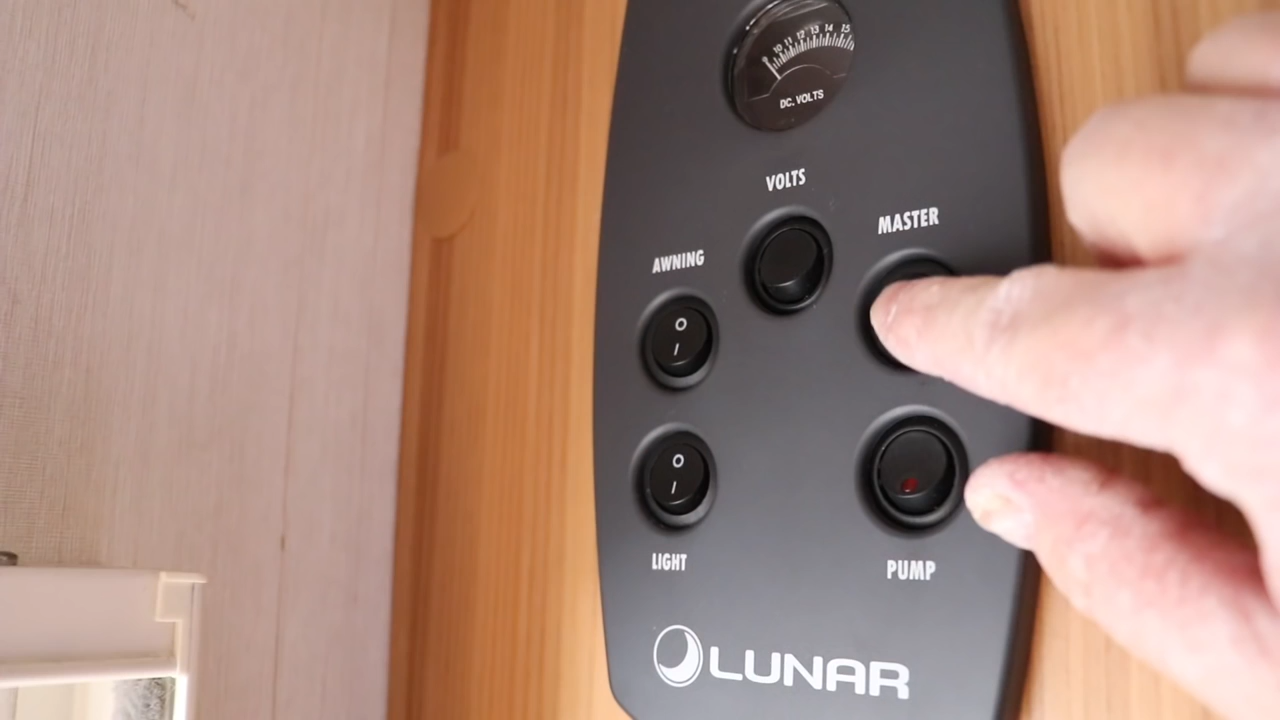 10 11 12 13 14 15
DC. VOLTS
VOLTS
MASTER
AWNING
O
I
O
I
LIGHT
PUMP
LUNAR